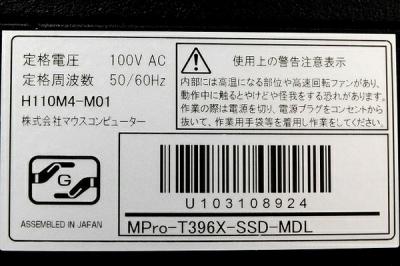 定格電圧 100V AC
定格周波数 50/60Hz
H110M4-M01
株式会社マウスコンピューター
使用上の警告注意表示
内部には高温になる部位や高速回転ファンがあり、
動作中に触るとやけどや怪我をする恐れがあります。
作業の際は電源を切り、電源プラグをコンセントから
抜いて、作業用手袋等を着用し作業をしてください。
G
ASSEMBLED IN JAPAN
U103108924
MPro-T396X-SSD-MDL